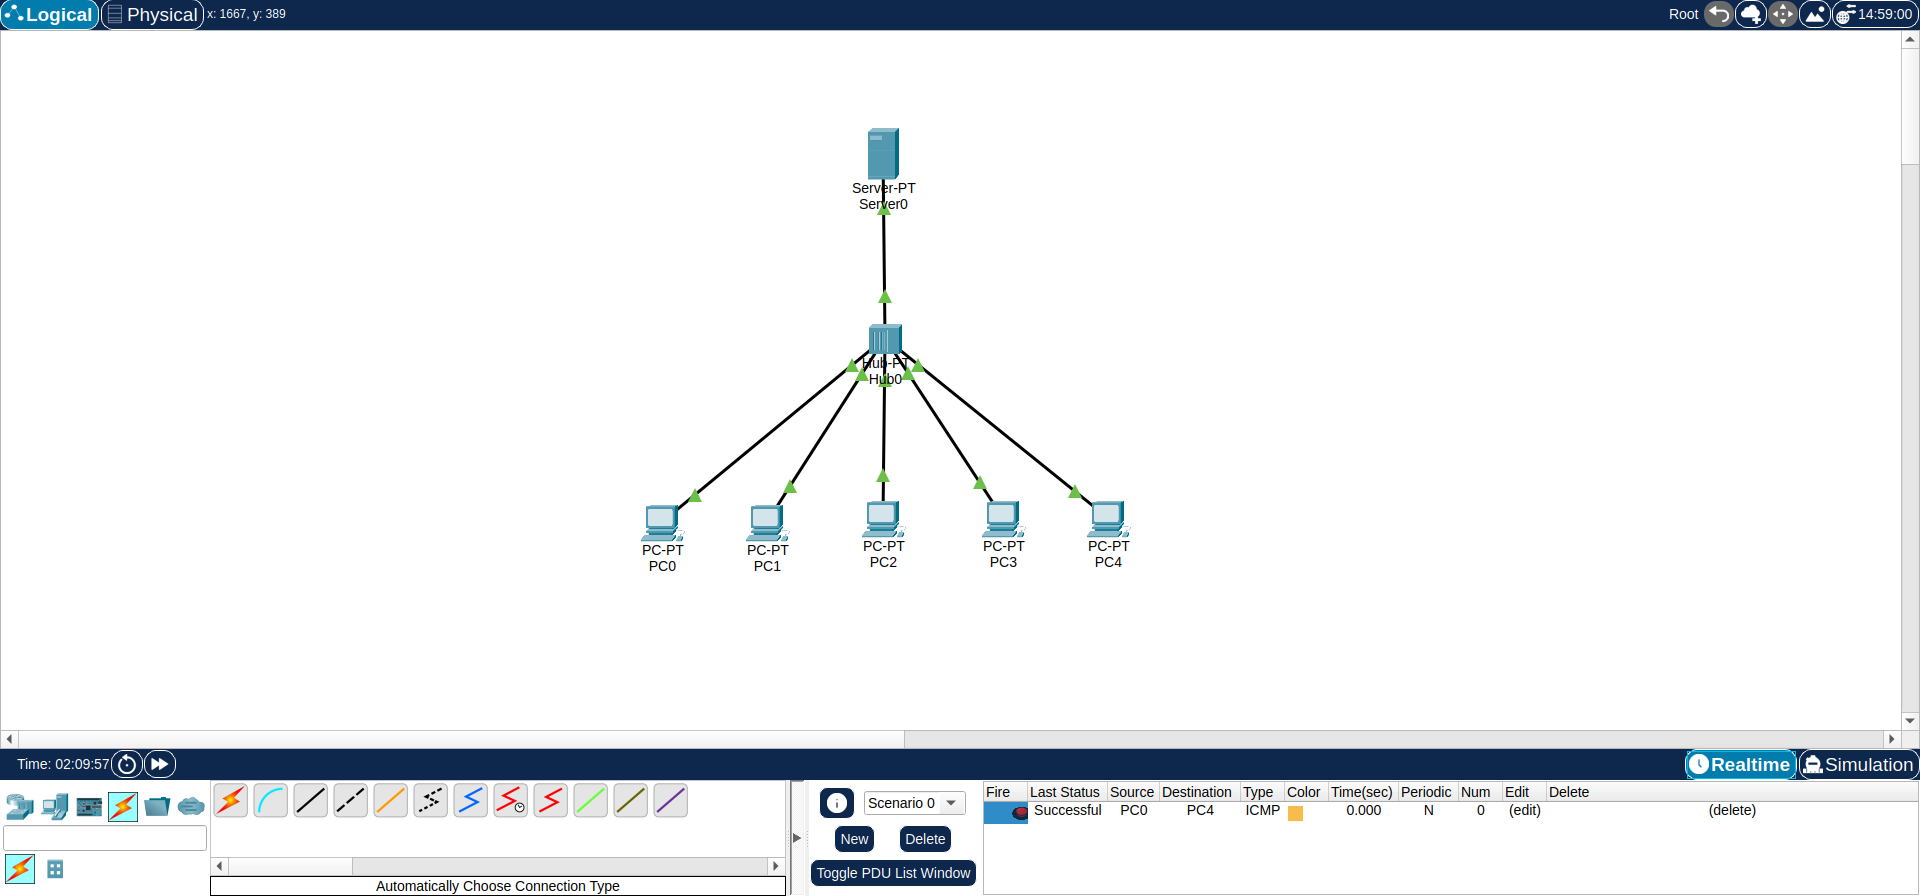 Logical Physical x: 1667, y: 389 Root 14:59:00
Server-PT
Server0
Hub-PT
Hub0
PC-PT PC-PT PC-PT PC-PT PC-PT
PC0 PC1 PC2 PC3 PC4
Time: 02:09:57 Realtime Simulation
Fire Last Status Source Destination Type Color Time(sec) Periodic Num Edit Delete
Successful PC0 PC4 ICMP 0.000 N 0 (edit) (delete)
Scenario 0
New Delete
Toggle PDU List Window
Automatically Choose Connection Type